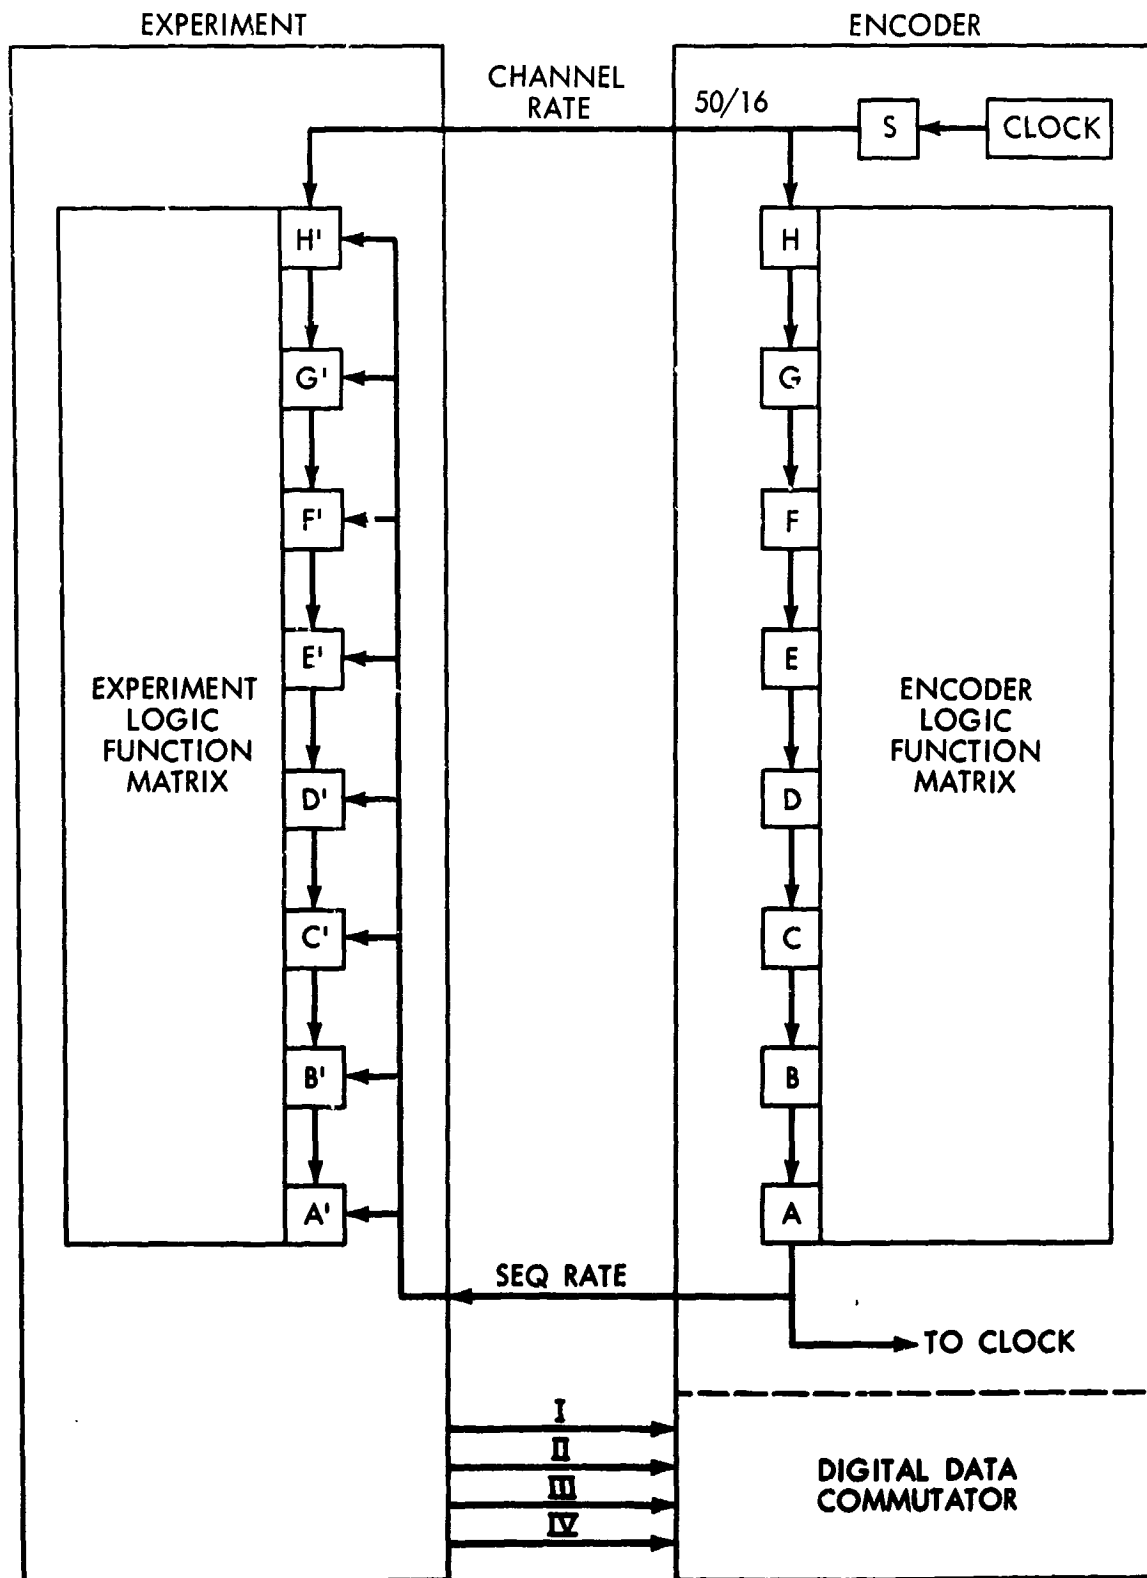 EXPERIMENT
ENCODER
CHANNEL
RATE
50/16
S
CLOCK
H'
H
G'
G
F'
F
E'
E
EXPERIMENT
LOGIC
FUNCTION
MATRIX
ENCODER
LOGIC
FUNCTION
MATRIX
D'
D
C'
C
B'
B
A'
A
SEQ RATE
TO CLOCK
I
II
III
IV
DIGITAL DATA
COMMUTATOR